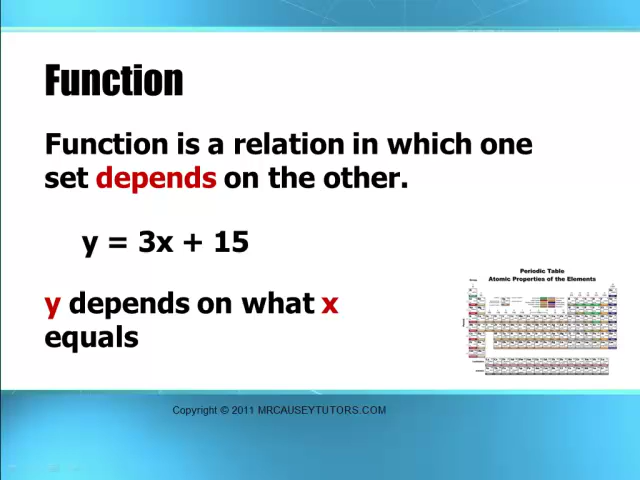 Function
Function is a relation in which one
set depends on the other.
y = 3x + 15
Periodic Table
Atomic Properties of the Elements
y depends on what x
equals
Copyright © 2011 MRCAUSEYTUTORS.COM